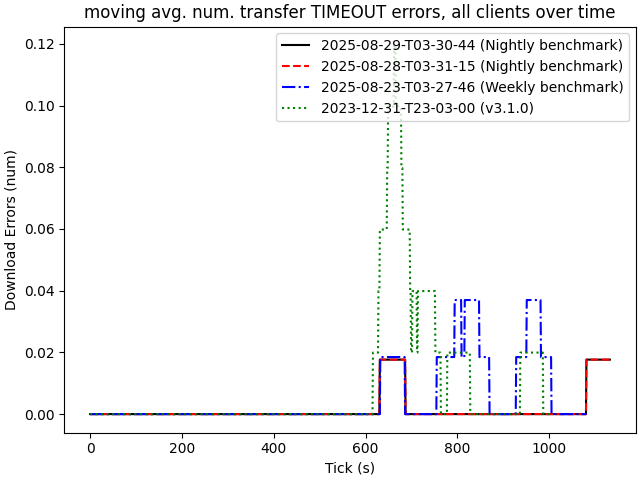 moving avg. num. transfer TIMEOUT errors, all clients over time
2025-08-29-T03-30-44 (Nightly benchmark)
2025-08-28-T03-31-15 (Nightly benchmark)
2025-08-23-T03-27-46 (Weekly benchmark)
2023-12-31-T23-03-00 (v3.1.0)
Download Errors (num)
0.12
0.10
0.08
0.06
0.04
0.02
0.00
0 200 400 600 800 1000
Tick (s)